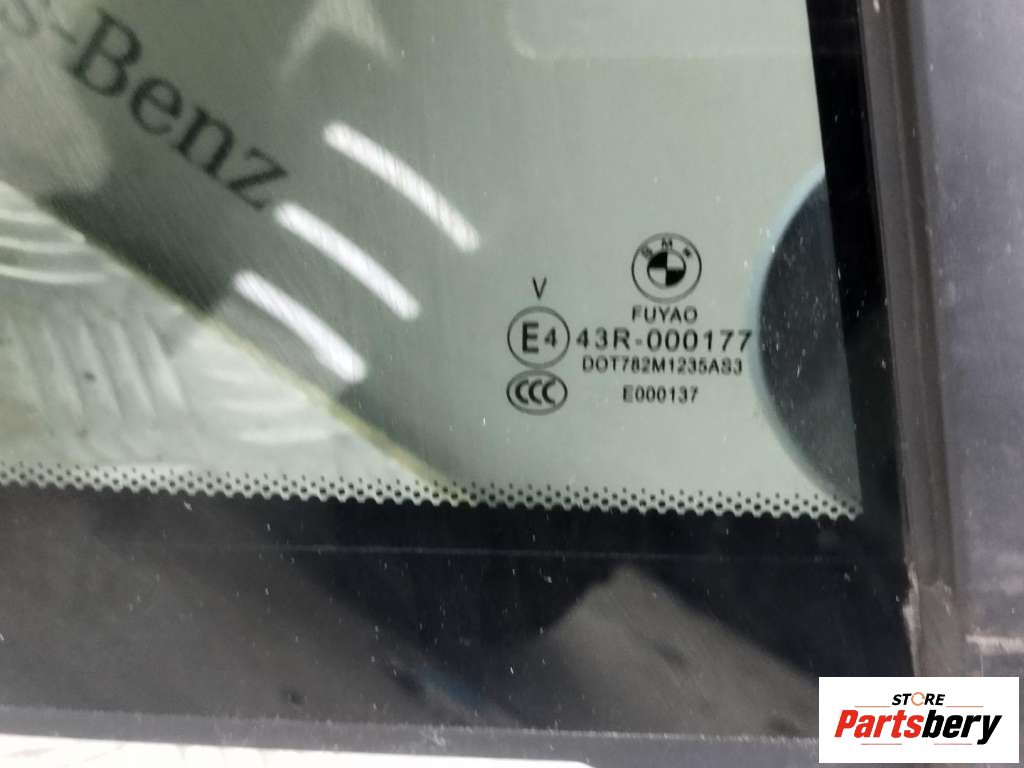 s-Benz
BMW
FUYAO
V
E4 43R-000177
DOT782M1235AS3
CCC E000137
STORE
Partsbery